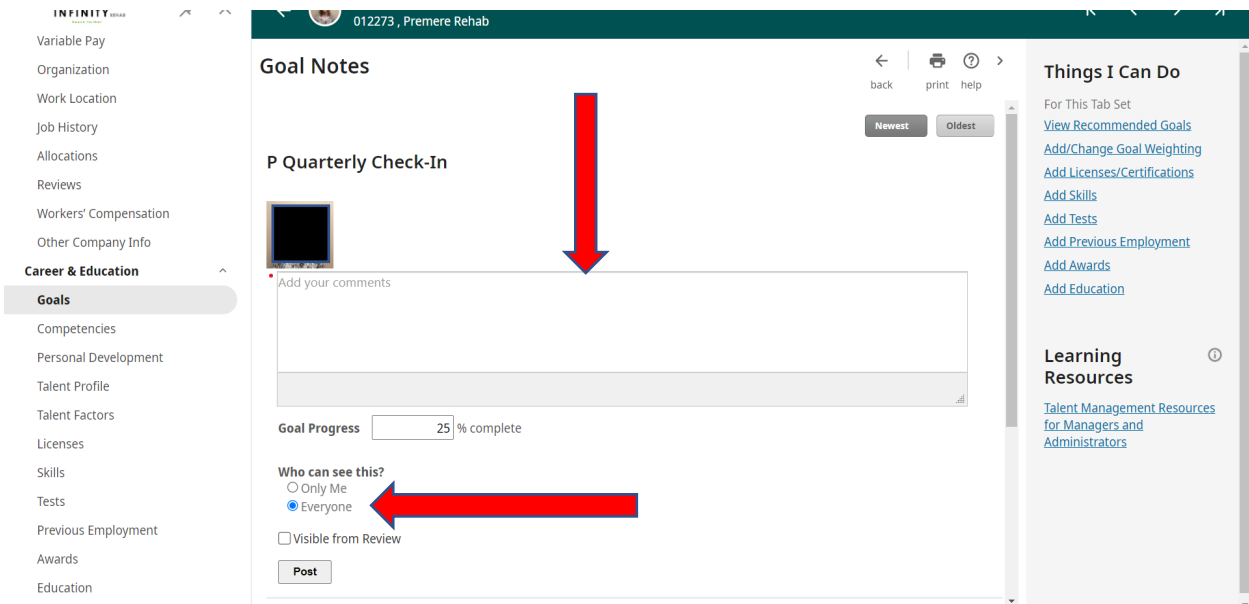 INFINITY REHAB
Variable Pay
Organization
Work Location
Job History
Allocations
Reviews
Workers' Compensation
Other Company Info
Career & Education
Goals
Competencies
Personal Development
Talent Profile
Talent Factors
Licenses
Skills
Tests
Previous Employment
Awards
Education
012273 , Premere Rehab
Goal Notes
back print help
Newest Oldest
P Quarterly Check-In
* Add your comments
Goal Progress 25 % complete
Who can see this?
Only Me
Everyone
Visible from Review
Post
Things I Can Do
For This Tab Set
View Recommended Goals
Add/Change Goal Weighting
Add Licenses/Certifications
Add Skills
Add Tests
Add Previous Employment
Add Awards
Add Education
Learning
Resources
Talent Management Resources
for Managers and
Administrators